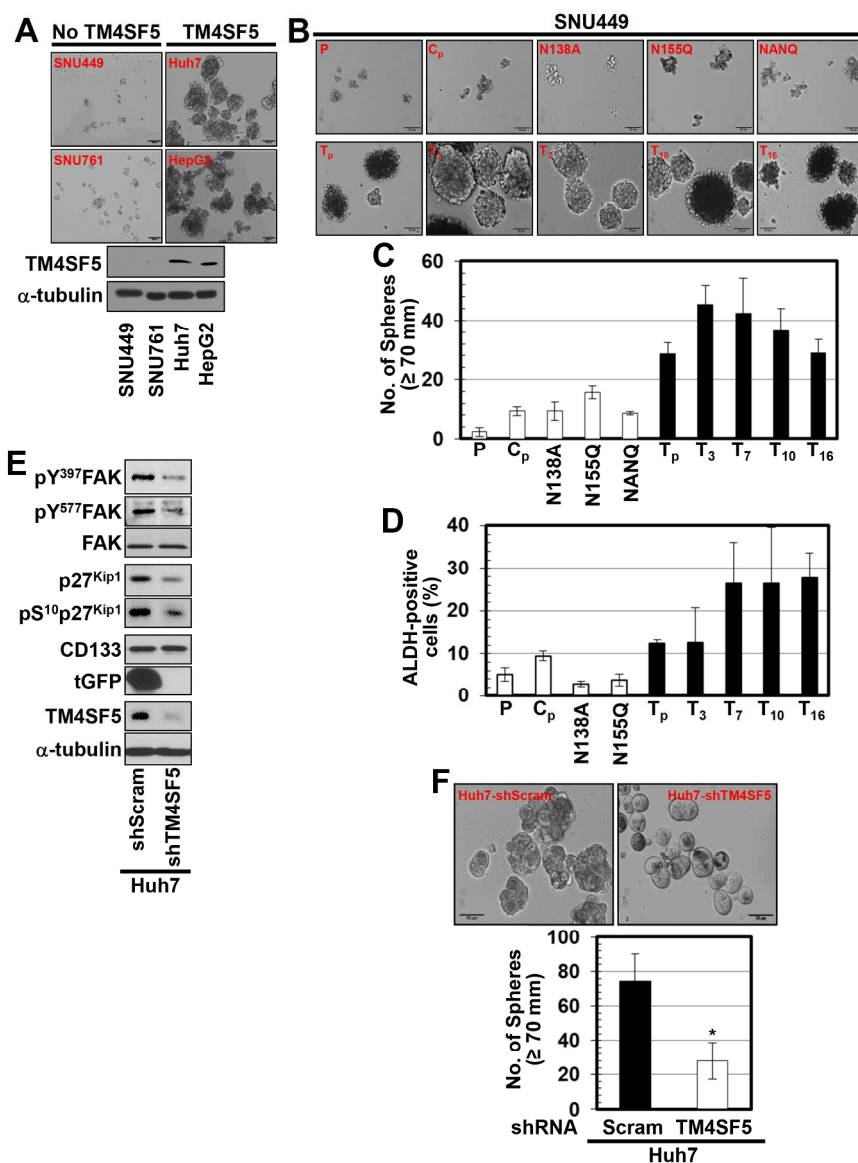 A
No TM4SF5 TM4SF5
SNU449 Huh7
SNU761 HepG2
TM4SF5
α-tubulin
SNU449
SNU761
Huh7
HepG2
B
SNU449
P Cp N138A N155Q NANQ
Tp T3 T7 T10 T16
C
No. of Spheres
(≥ 70 mm)
60
40
20
0
P Cp N138A N155Q NANQ Tp T3 T7 T10 T16
D
ALDH-positive
cells (%)
40
30
20
10
0
P Cp N138A N155Q Tp T3 T7 T10 T16
E
pY397FAK
pY577FAK
FAK
p27Kip1
pS10p27Kip1
CD133
tGFP
TM4SF5
α-tubulin
shScram
shTM4SF5
Huh7
F
Huh7-shScram Huh7-shTM4SF5
No. of Spheres
(≥ 70 mm)
100
80
60
40
20
0
*
shRNA Scram TM4SF5
Huh7